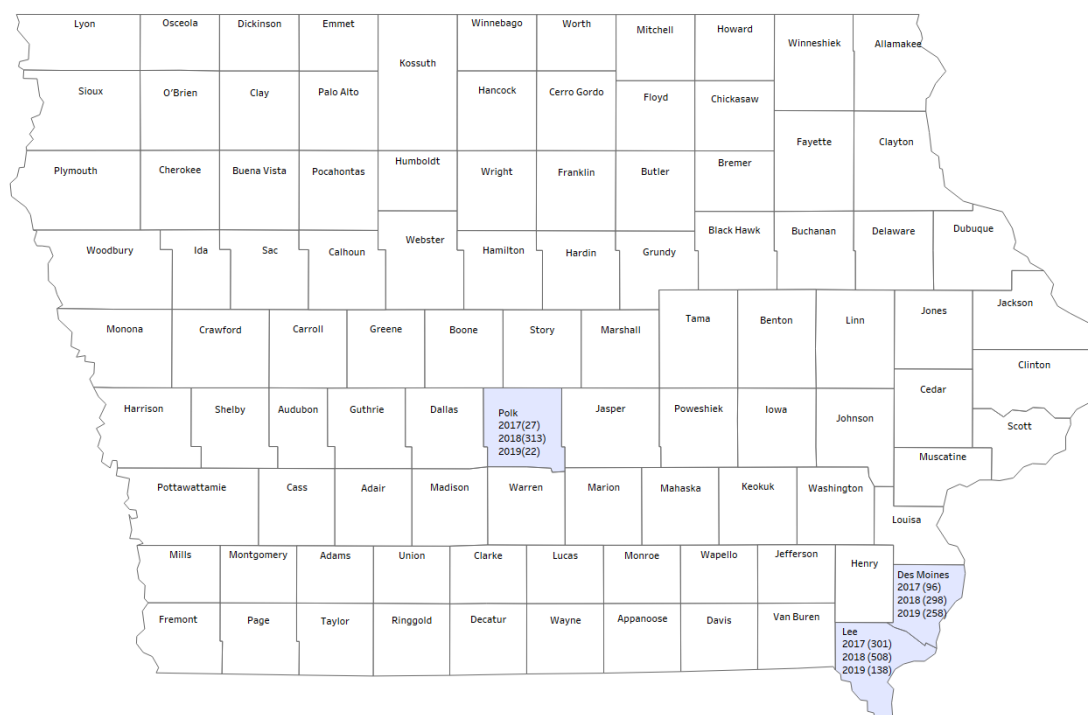 Lyon
Osceola
Dickinson
Emmet
Kossuth
Winnebago
Worth
Mitchell
Howard
Winneshiek
Allamakee
Sioux
O'Brien
Clay
Palo Alto
Hancock
Cerro Gordo
Floyd
Chickasaw
Fayette
Clayton
Plymouth
Cherokee
Buena Vista
Pocahontas
Humboldt
Wright
Franklin
Butler
Bremer
Woodbury
Ida
Sac
Calhoun
Webster
Hamilton
Hardin
Grundy
Black Hawk
Buchanan
Delaware
Dubuque
Monona
Crawford
Carroll
Greene
Boone
Story
Marshall
Tama
Benton
Linn
Jones
Jackson
Clinton
Harrison
Shelby
Audubon
Guthrie
Dallas
Polk
2017(27)
2018(313)
2019(22)
Jasper
Poweshiek
Iowa
Johnson
Cedar
Scott
Muscatine
Pottawattamie
Cass
Adair
Madison
Warren
Marion
Mahaska
Keokuk
Washington
Louisa
Mills
Montgomery
Adams
Union
Clarke
Lucas
Monroe
Wapello
Jefferson
Henry
Des Moines
2017 (96)
2018 (298)
2019 (258)
Fremont
Page
Taylor
Ringgold
Decatur
Wayne
Appanoose
Davis
Van Buren
Lee
2017 (301)
2018 (508)
2019 (138)